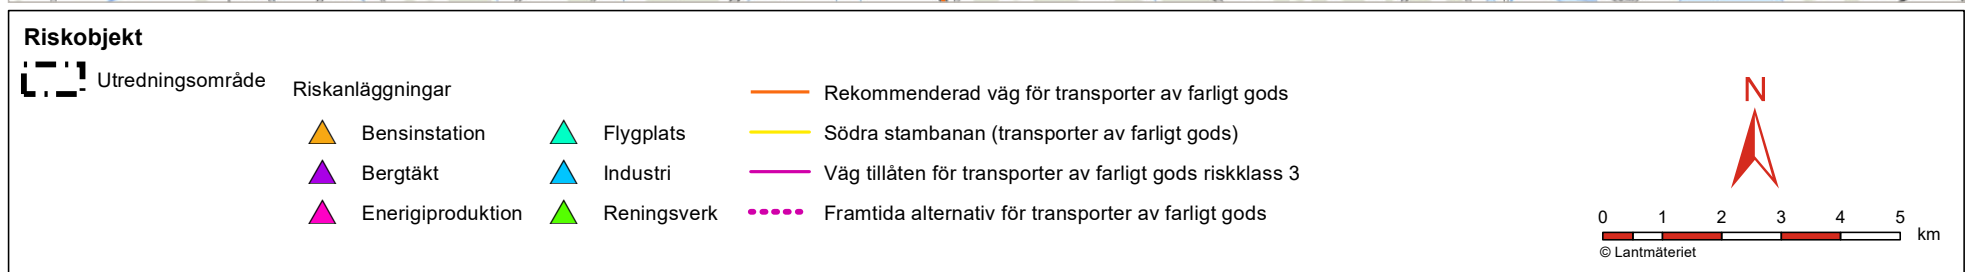 Riskobjekt
Utredningsområde
Riskanläggningar
Bensinstation
Bergtäkt
Enerigiproduktion
Flygplats
Industri
Reningsverk
Rekommenderad väg för transporter av farligt gods
Södra stambanan (transporter av farligt gods)
Väg tillåten för transporter av farligt gods riskklass 3
Framtida alternativ för transporter av farligt gods
N
0 1 2 3 4 5
km
© Lantmäteriet